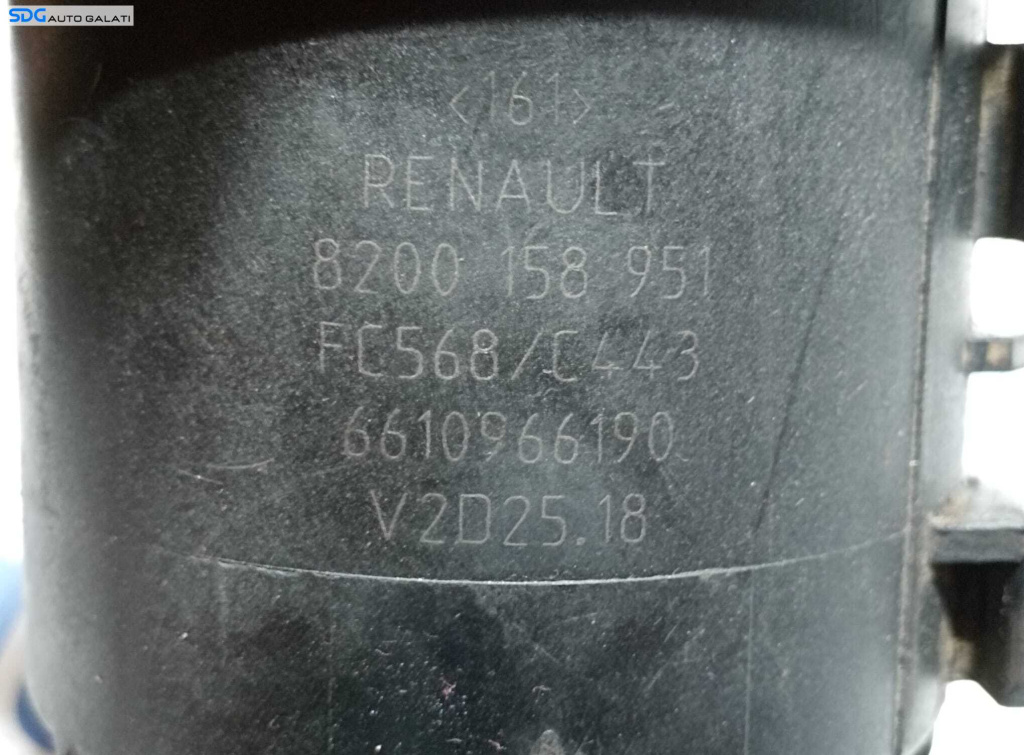 SDG AUTO GALATI
<161>
RENAULT
8200 158 951
FC568/C443
6610966190
V2D25.18